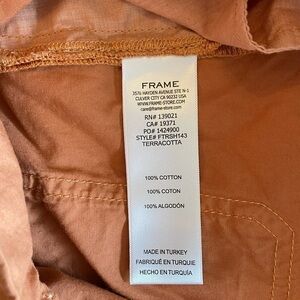 FRAME
3576 HAYDEN AVENUE STE N-1
CULVER CITY CA 90232 USA
WWW.FRAME-STORE.COM
care@frame-store.com
RN# 139021
CA# 19371
PO# 1424900
STYLE# FTRSH143
TERRACOTTA
100% COTTON
100% COTON
100% ALGODÓN
MADE IN TURKEY
FABRIQUÉ EN TURQUIE
HECHO EN TURQUÍA